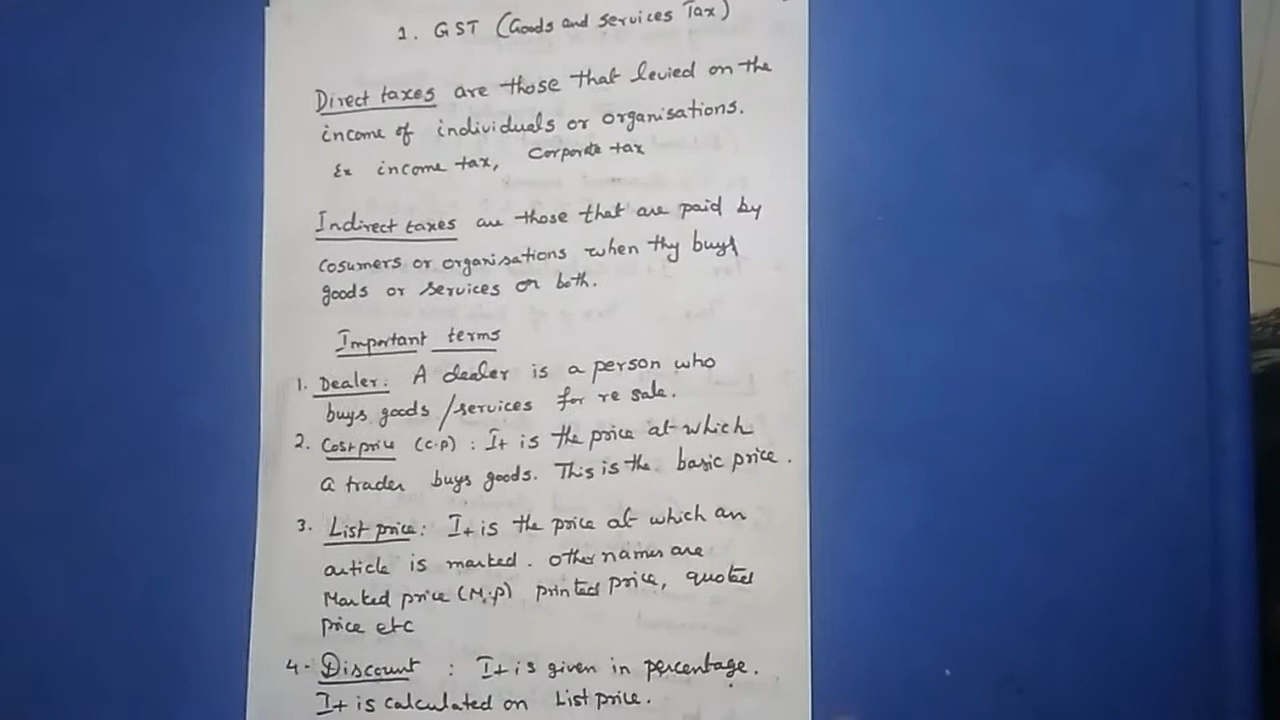 1. GST (Goods and services Tax)
Direct taxes are those that levied on the
income of individuals or organisations.
Ex income tax, Corporate tax
Indirect taxes are those that are paid by
cosumers or organisations when thy buys
goods or services or both.
Important terms
1. Dealer: A dealer is a person who
buys goods/services for re sale.
2. Cost price (C.P) : It is the price at which
a trader buys goods. This is the basic price.
3. List price: It is the price at which an
article is marked. other names are
Marked price (M.p) printed price, quoted
price etc
4- Discount : It is given in percentage.
It is calculated on List price.